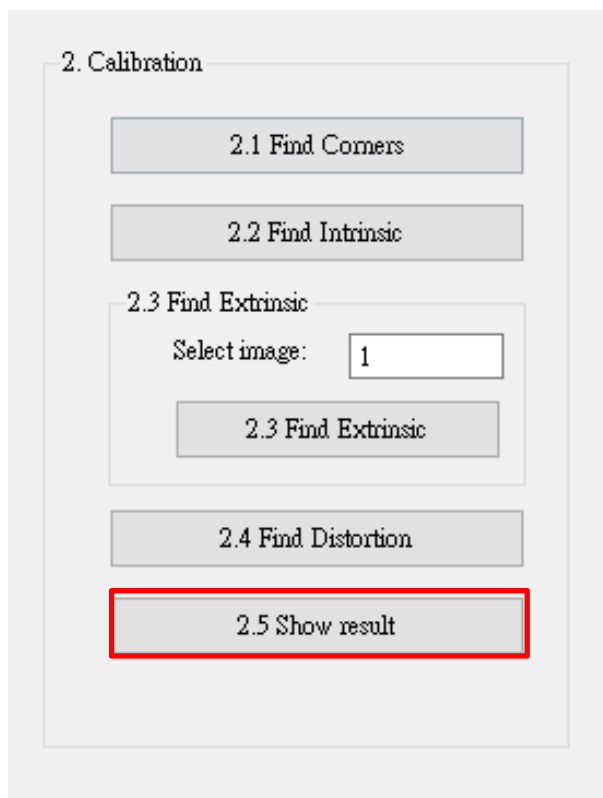 2. Calibration
2.1 Find Corners
2.2 Find Intrinsic
2.3 Find Extrinsic
Select image: 1
2.3 Find Extrinsic
2.4 Find Distortion
2.5 Show result